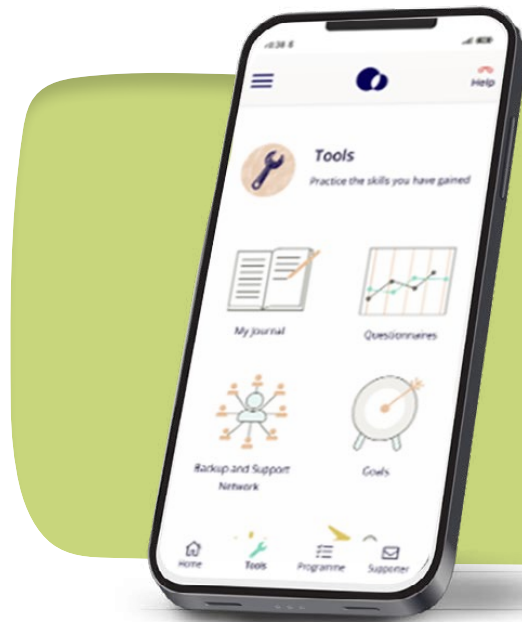 Help
Tools
Practice the skills you have gained
My Journal
Questionnaires
Backup and Support
Network
Goals
Home
Tools
Programme
Supporter